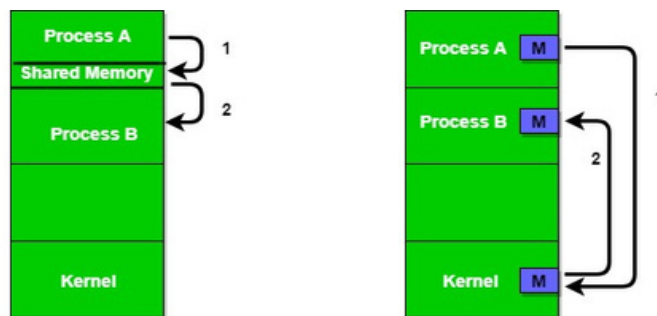 Process A
1
Shared Memory
2
Process B
Kernel
Process A M
Process B M
2
Kernel M